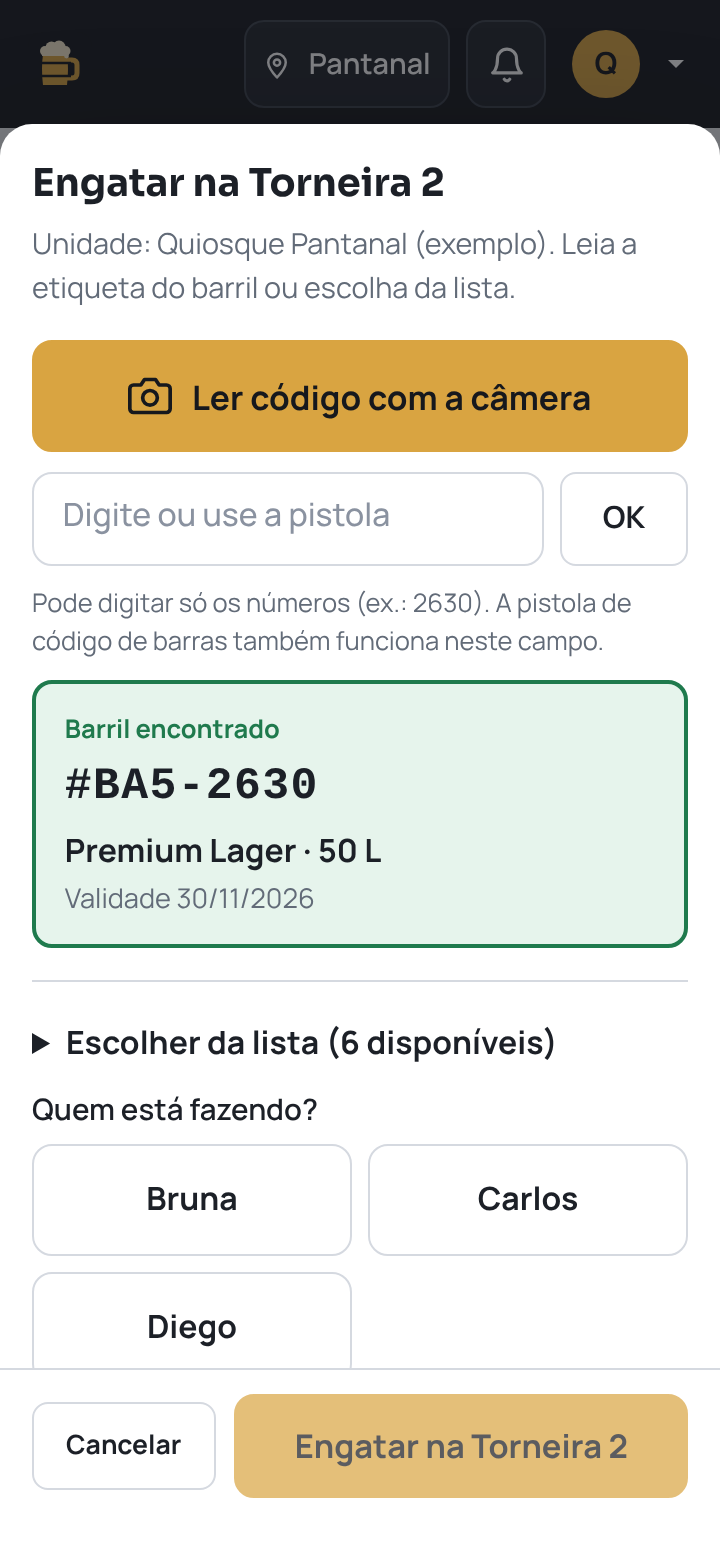 Pantanal
Q
Engatar na Torneira 2
Unidade: Quiosque Pantanal (exemplo). Leia a
etiqueta do barril ou escolha da lista.
Ler código com a câmera
Digite ou use a pistola
OK
Pode digitar só os números (ex.: 2630). A pistola de
código de barras também funciona neste campo.
Barril encontrado
#BA5-2630
Premium Lager · 50 L
Validade 30/11/2026
Escolher da lista (6 disponíveis)
Quem está fazendo?
Bruna
Carlos
Diego
Cancelar
Engatar na Torneira 2